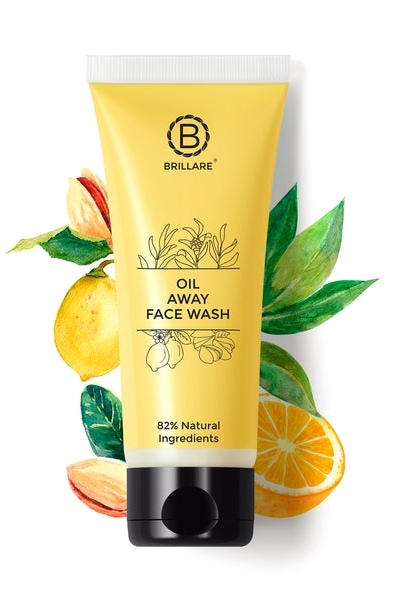 B
BRILLARE®
OIL
AWAY
FACE WASH
82% Natural
Ingredients